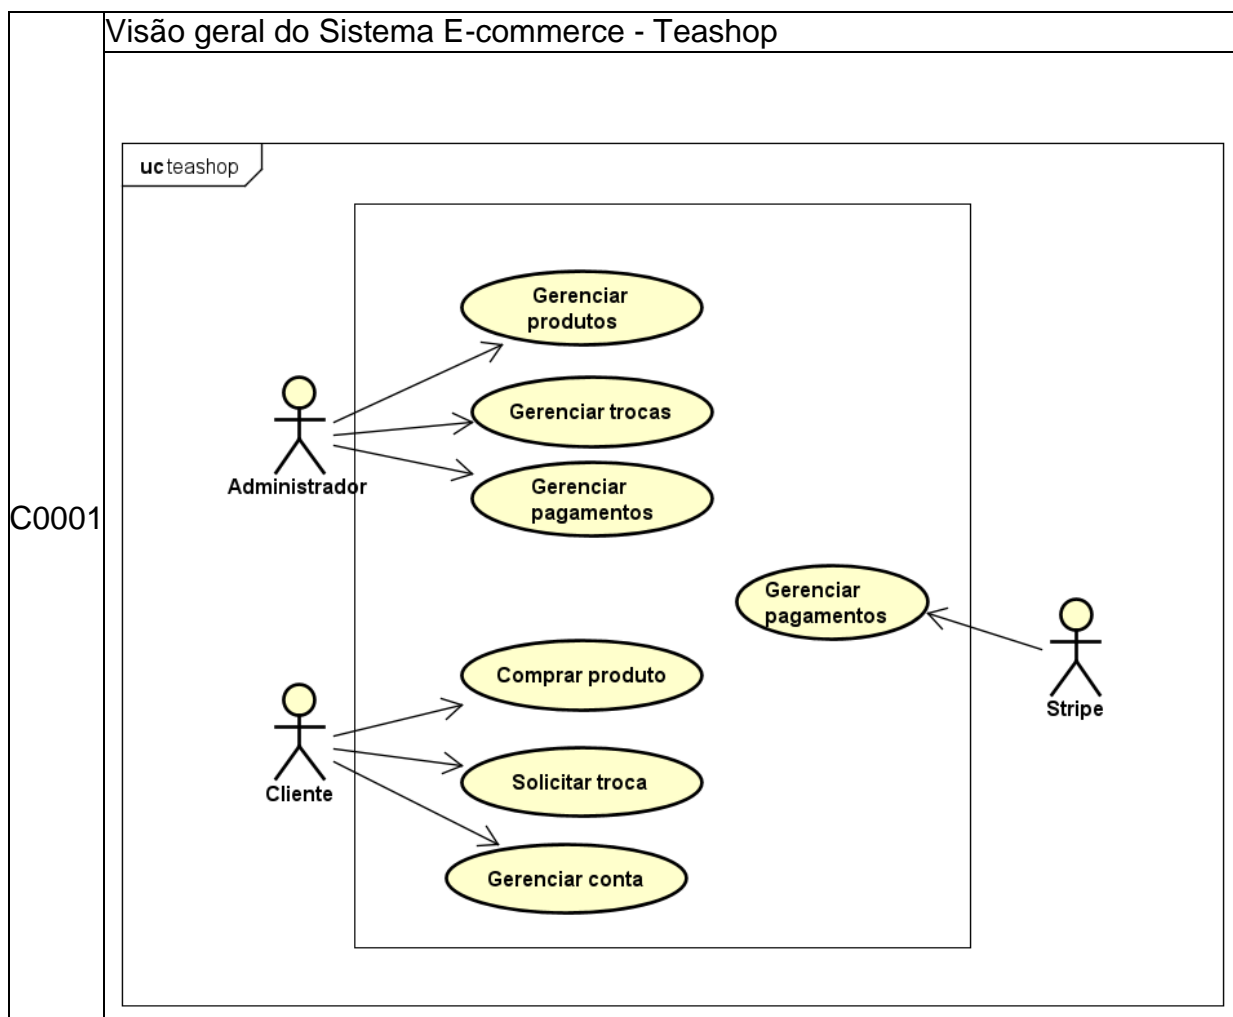 Visão geral do Sistema E-commerce - Teashop
C0001
uc teashop
Gerenciar
produtos
Gerenciar trocas
Gerenciar
pagamentos
Administrador
Gerenciar
pagamentos
Stripe
Comprar produto
Solicitar troca
Gerenciar conta
Cliente